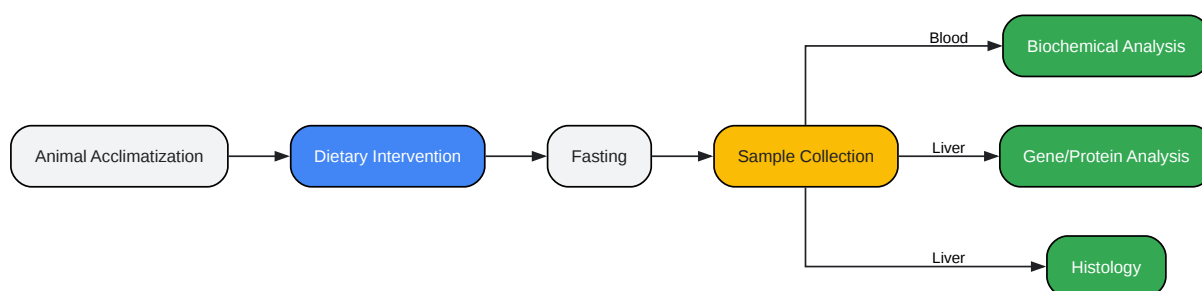 Blood
Biochemical Analysis
Animal Acclimatization
Dietary Intervention
Fasting
Sample Collection
Liver
Gene/Protein Analysis
Liver
Histology